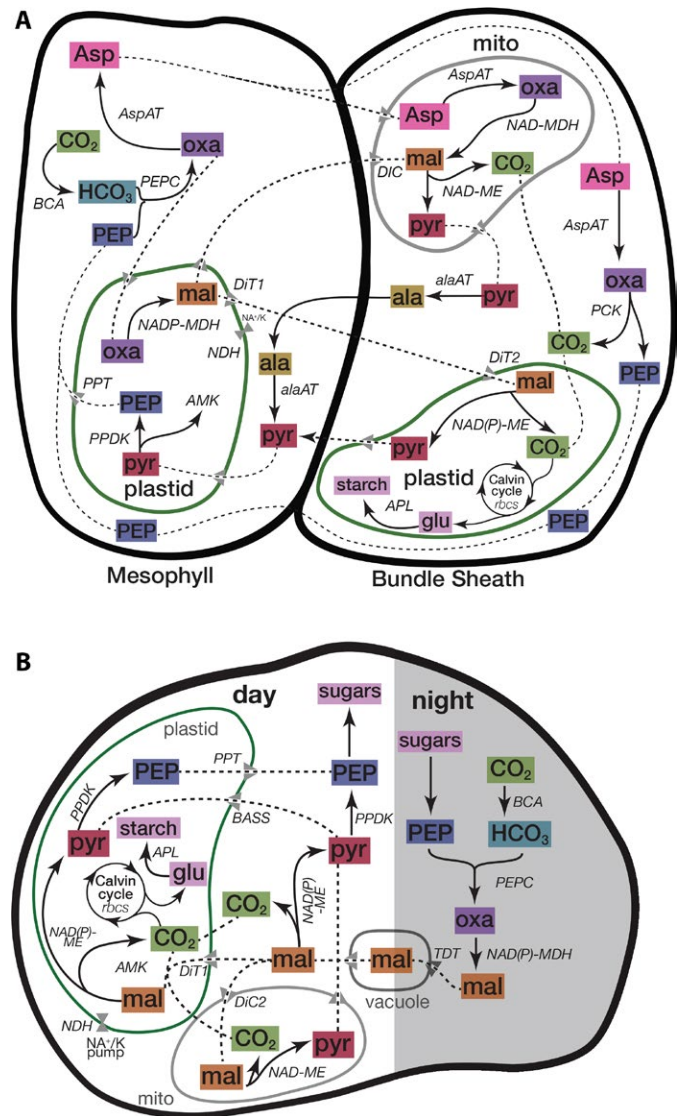 A
Asp
AspAT
CO2
oxa
BCA
HCO3
PEPC
PEP
mal
DiT1
NADP-MDH
oxa
NA+/K
NDH
PPT
PEP
AMK
PPDK
pyr
plastid
PEP
ala
alaAT
pyr
Mesophyll
mito
AspAT
oxa
Asp
NAD-MDH
DIC
mal
CO2
NAD-ME
pyr
Asp
AspAT
oxa
PCK
CO2
PEP
ala
alaAT
pyr
DiT2
mal
NAD(P)-ME
pyr
CO2
plastid
starch
Calvin
cycle
rbcs
APL
glu
PEP
Bundle Sheath
B
day
night
plastid
sugars
PPT
PEP
PEP
PPDK
BASS
PPDK
pyr
starch
pyr
APL
glu
Calvin
cycle
rbcs
NAD(P)-
ME
CO2
CO2
NAD(P)
-ME
AMK
DiT1
mal
mal
mal
vacuole
TDT
NDH
NA+/K
pump
DiC2
CO2
pyr
mal
NAD-ME
mito
sugars
CO2
BCA
PEP
HCO3
PEPC
oxa
NAD(P)-MDH
mal